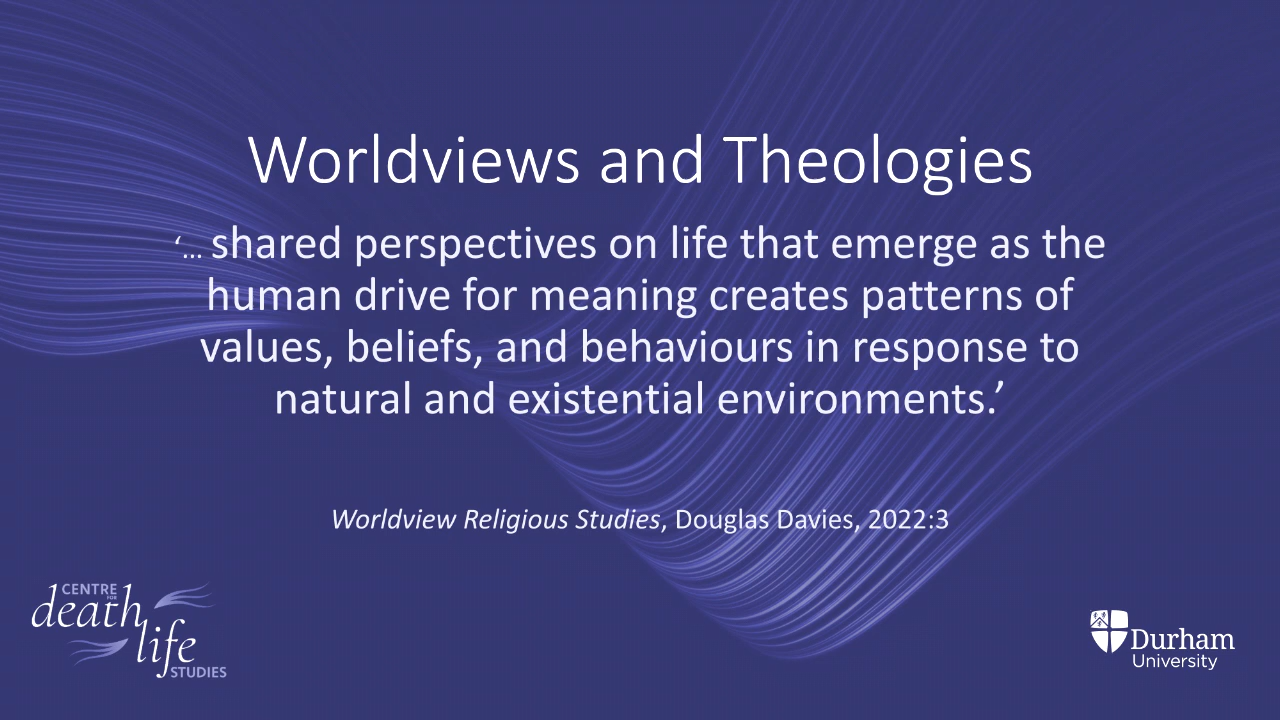 Worldviews and Theologies
‘… shared perspectives on life that emerge as the
human drive for meaning creates patterns of
values, beliefs, and behaviours in response to
natural and existential environments.’
Worldview Religious Studies, Douglas Davies, 2022:3
CENTRE
FOR
death
life
STUDIES
Durham
University